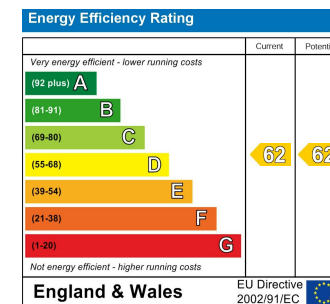 Energy Efficiency Rating
Current
Very energy efficient - lower running costs
(92 plus) A
(81-91) B
(69-80) C
(55-68) D
62 62
(39-54) E
(21-38) F
(1-20) G
Not energy efficient - higher running costs
England & Wales
EU Directive
2002/91/EC